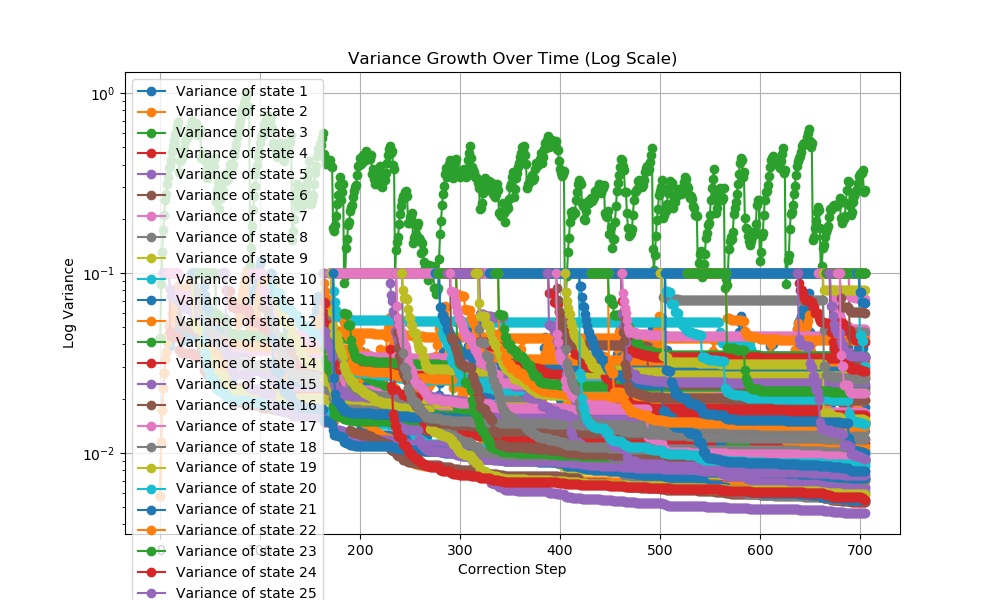 Variance Growth Over Time (Log Scale)
Log Variance
10⁰
10⁻¹
10⁻²
Variance of state 1
Variance of state 2
Variance of state 3
Variance of state 4
Variance of state 5
Variance of state 6
Variance of state 7
Variance of state 8
Variance of state 9
Variance of state 10
Variance of state 11
Variance of state 12
Variance of state 13
Variance of state 14
Variance of state 15
Variance of state 16
Variance of state 17
Variance of state 18
Variance of state 19
Variance of state 20
Variance of state 21
Variance of state 22
Variance of state 23
Variance of state 24
Variance of state 25
200 300 400 500 600 700
Correction Step